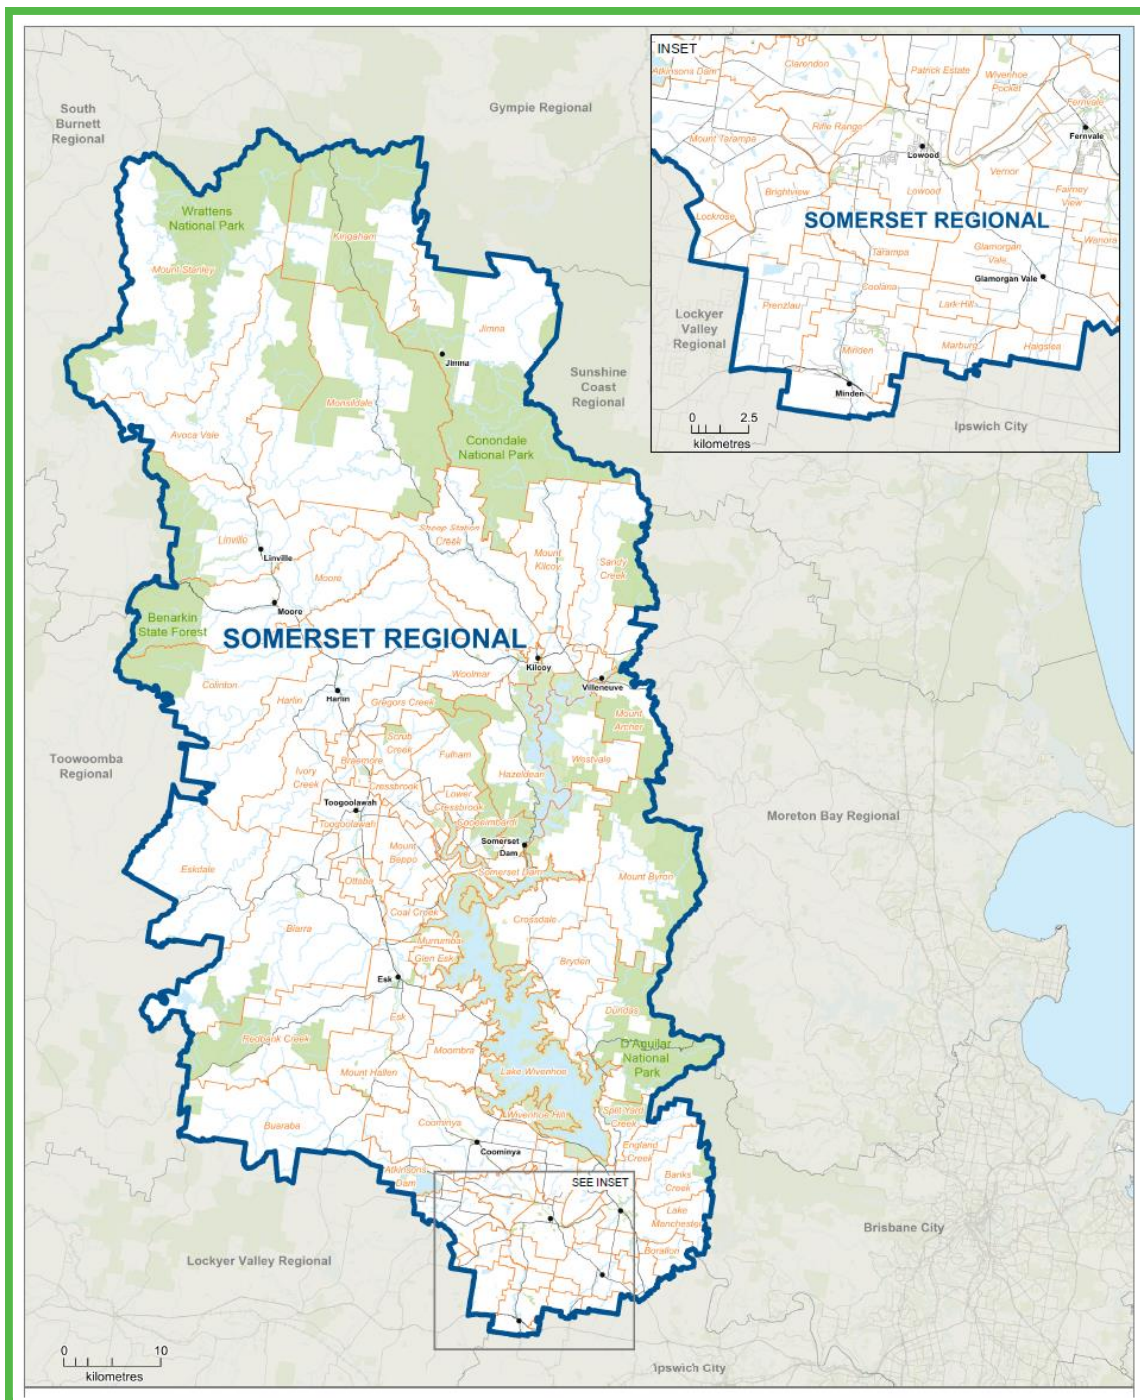 INSET
Clarendon
Patrick Estate
Atkinsons Dam
Wivenhoe
Pocket
Fernvale
Fernvale
Rifle Range
Mount Tarampa
Lowood
Vernor
Brightview
Lowood
Fairney
View
Lockrose
SOMERSET REGIONAL
Wanora
Tarampa
Glamorgan
Vale
Glamorgan Vale
Coolana
Prenzlau
Lark Hill
Lockyer
Valley
Regional
Minden
Marburg
Haigslea
Minden
0 2.5
kilometres
Ipswich City
South
Burnett
Regional
Gympie Regional
Wrattens
National Park
Kingaham
Mount Stanley
Jimna
Jimna
Sunshine
Coast
Regional
Monsildale
Avoca Vale
Conondale
National Park
Linville
Linville
Sheep Station
Creek
Mount
Kilcoy
Sandy
Creek
Moore
Moore
Benarkin
State Forest
SOMERSET REGIONAL
Kilcoy
Woolmar
Villeneuve
Colinton
Harlin
Harlin
Gregors Creek
Mount
Archer
Scrub
Creek
Fulham
Braemore
Westvale
Hazeldean
Toowoomba
Regional
Ivory
Creek
Cressbrook
Lower
Cressbrook
Toogoolawah
Toogoolawah
Caboonbah
Moreton Bay Regional
Mount
Beppo
Somerset
Dam
Somerset Dam
Eskdale
Ottaba
Mount Byron
Coal Creek
Crossdale
Biarra
Murrumba
Glen Esk
Bryden
Esk
Esk
Dundas
Redbank Creek
D'Aguilar
National
Park
Moombra
Mount Hallen
Lake Wivenhoe
Wivenhoe Hill
Split Yard
Creek
Buaraba
Coominya
Coominya
England
Creek
Atkinsons
Dam
SEE INSET
Banks
Creek
Lake
Manchester
Borallon
Brisbane City
Lockyer Valley Regional
0 10
kilometres
Ipswich City